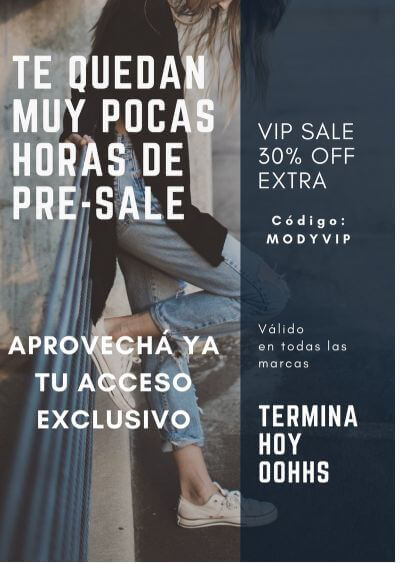 TE QUEDAN
MUY POCAS
HORAS DE
PRE-SALE
APROVECHÁ YA
TU ACCESO
EXCLUSIVO
VIP SALE
30% OFF
EXTRA
Código:
MODYVIP
Válido
en todas las
marcas
TERMINA
HOY
OOHHS